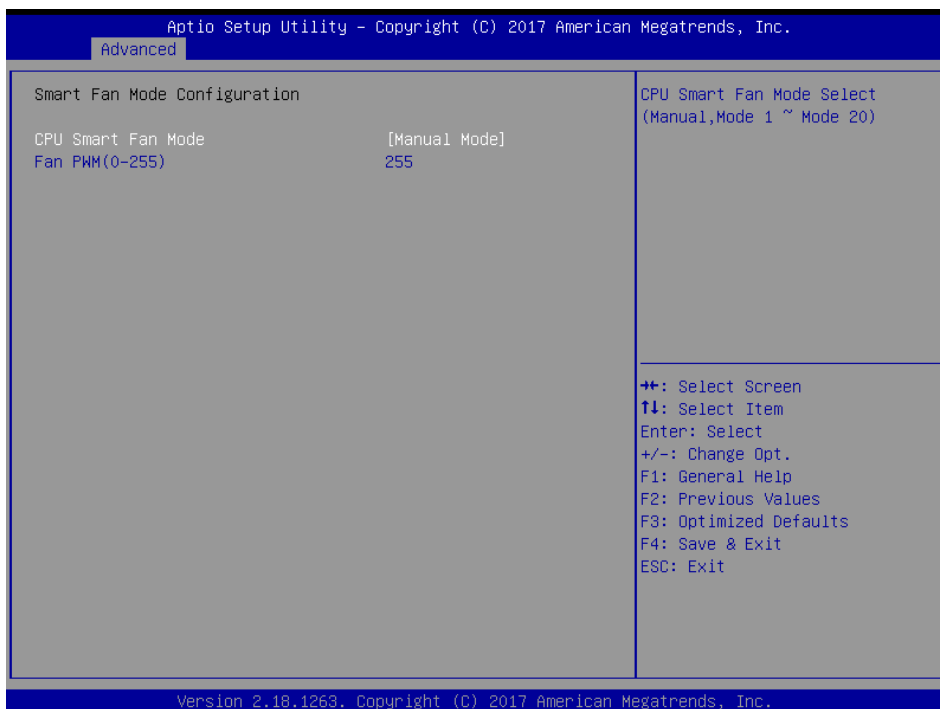 Aptio Setup Utility – Copyright (C) 2017 American Megatrends, Inc.
Advanced
Smart Fan Mode Configuration
CPU Smart Fan Mode [Manual Mode]
Fan PWM(0-255) 255
CPU Smart Fan Mode Select
(Manual,Mode 1 ~ Mode 20)
→←: Select Screen
↑↓: Select Item
Enter: Select
+/-: Change Opt.
F1: General Help
F2: Previous Values
F3: Optimized Defaults
F4: Save & Exit
ESC: Exit
Version 2.18.1263. Copyright (C) 2017 American Megatrends, Inc.